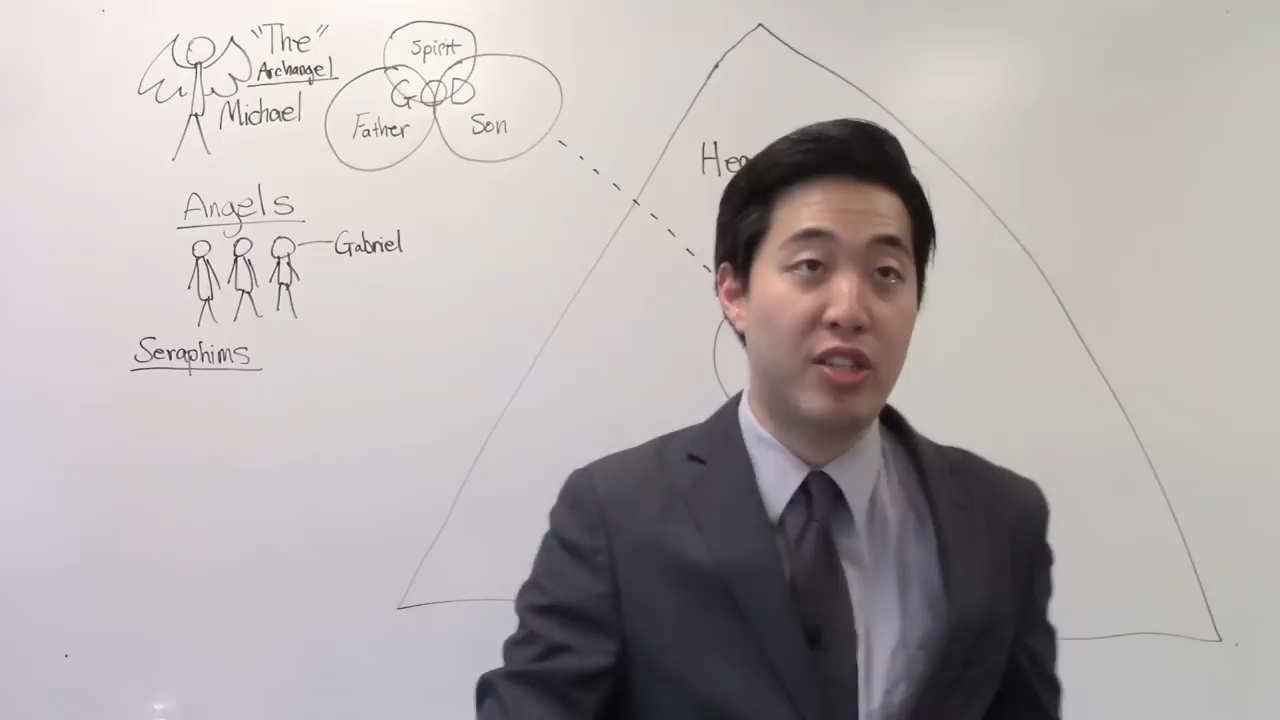 "The"
Archangel
Michael
Spirit
GOD
Father
Son
Angels
Gabriel
Seraphims